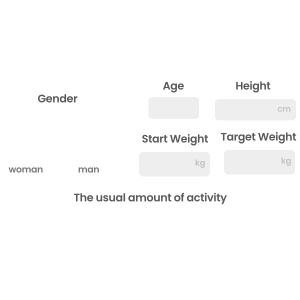 Age
Height
Gender
cm
Start Weight
Target Weight
kg
kg
woman
man
The usual amount of activity